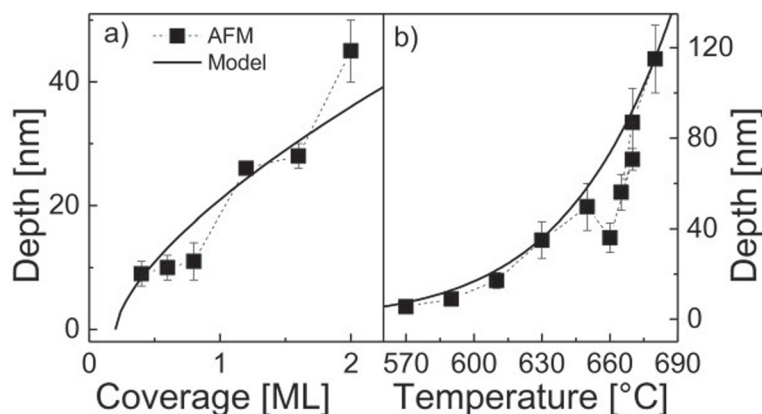 a)
AFM
Model
b)
Depth [nm]
40
20
0
0
1
2
Coverage [ML]
120
80
40
0
Depth [nm]
570
600
630
660
690
Temperature [°C]